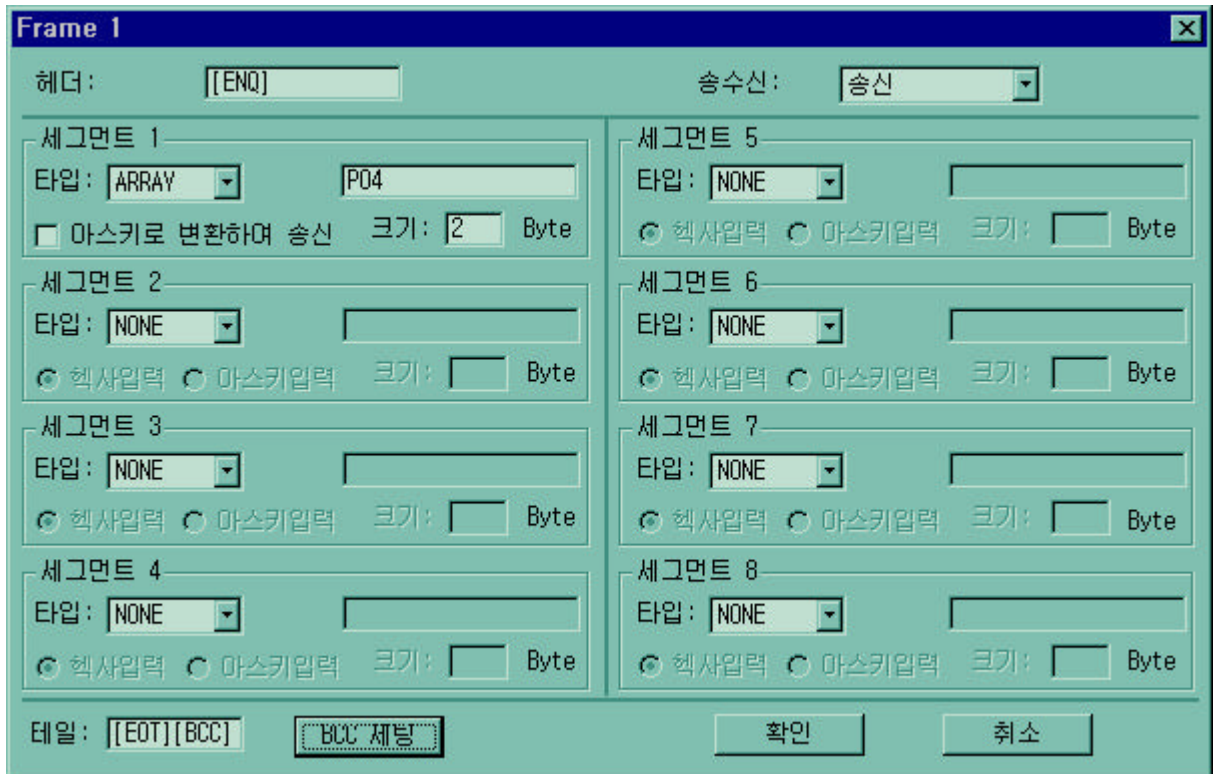 Frame 1
헤더: [ENQ] 송수신: 송신
세그먼트 1
타입: ARRAY P04
아스키로 변환하여 송신 크기: 2 Byte
세그먼트 5
타입: NONE
헥사입력 아스키입력 크기: Byte
세그먼트 2
타입: NONE
헥사입력 아스키입력 크기: Byte
세그먼트 6
타입: NONE
헥사입력 아스키입력 크기: Byte
세그먼트 3
타입: NONE
헥사입력 아스키입력 크기: Byte
세그먼트 7
타입: NONE
헥사입력 아스키입력 크기: Byte
세그먼트 4
타입: NONE
헥사입력 아스키입력 크기: Byte
세그먼트 8
타입: NONE
헥사입력 아스키입력 크기: Byte
테일: [EOT][BCC] BCC 세팅 확인 취소